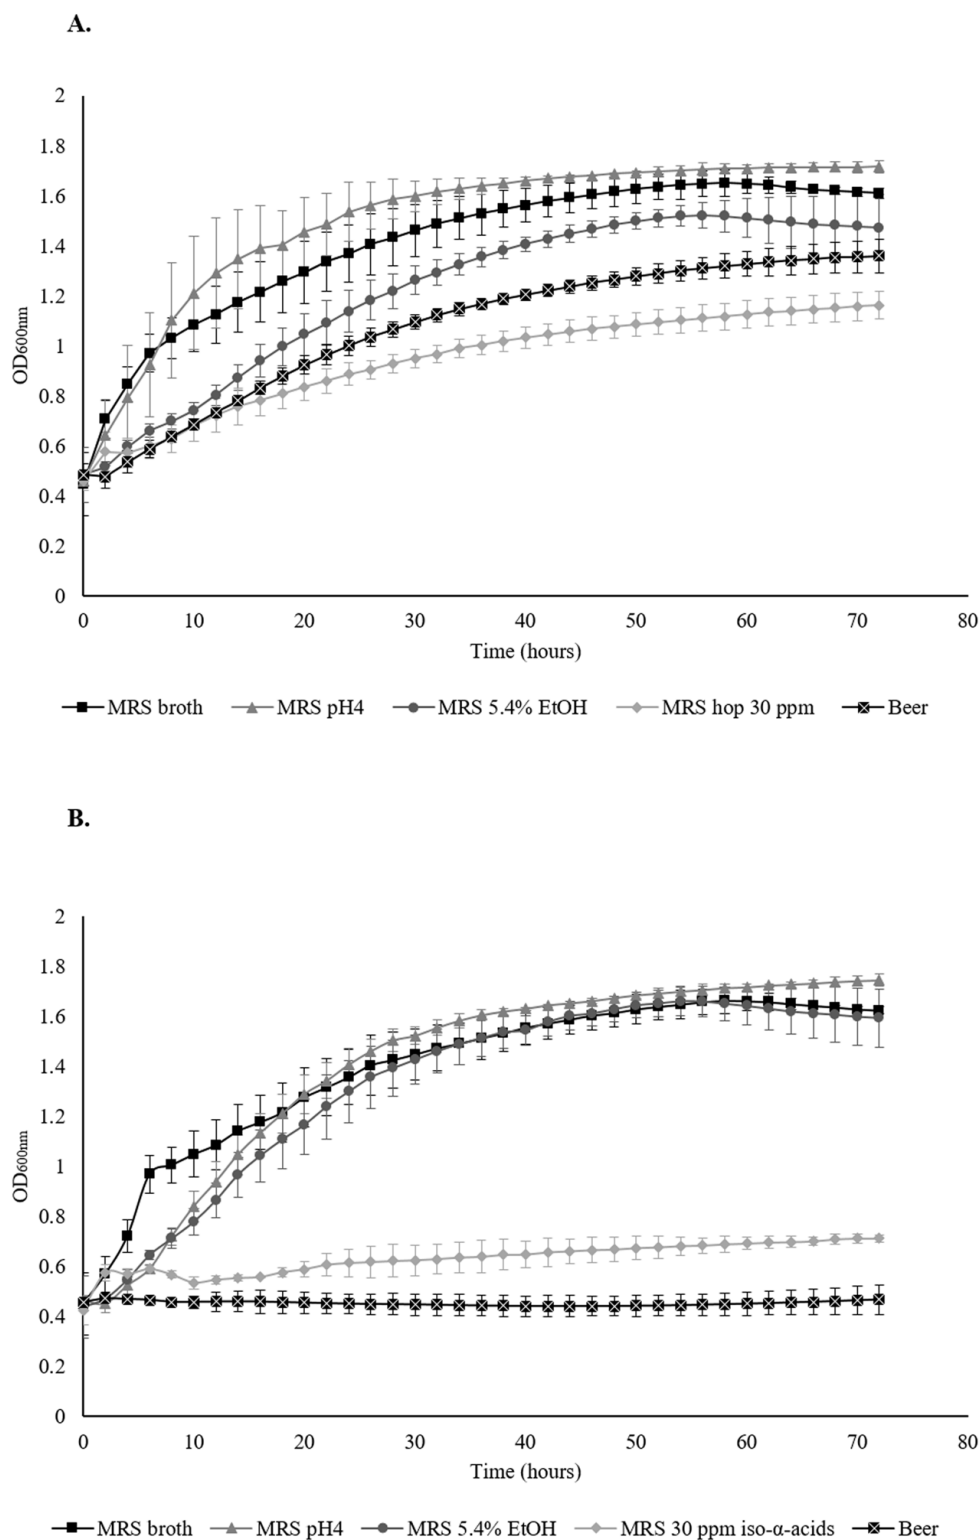 A.
2
1.8
1.6
1.4
1.2
1
0.8
0.6
0.4
0.2
0
OD600nm
0 10 20 30 40 50 60 70 80
Time (hours)
MRS broth MRS pH4 MRS 5.4% EtOH MRS hop 30 ppm Beer
B.
2
1.8
1.6
1.4
1.2
1
0.8
0.6
0.4
0.2
0
OD600nm
0 10 20 30 40 50 60 70 80
Time (hours)
MRS broth MRS pH4 MRS 5.4% EtOH MRS 30 ppm iso-α-acids Beer